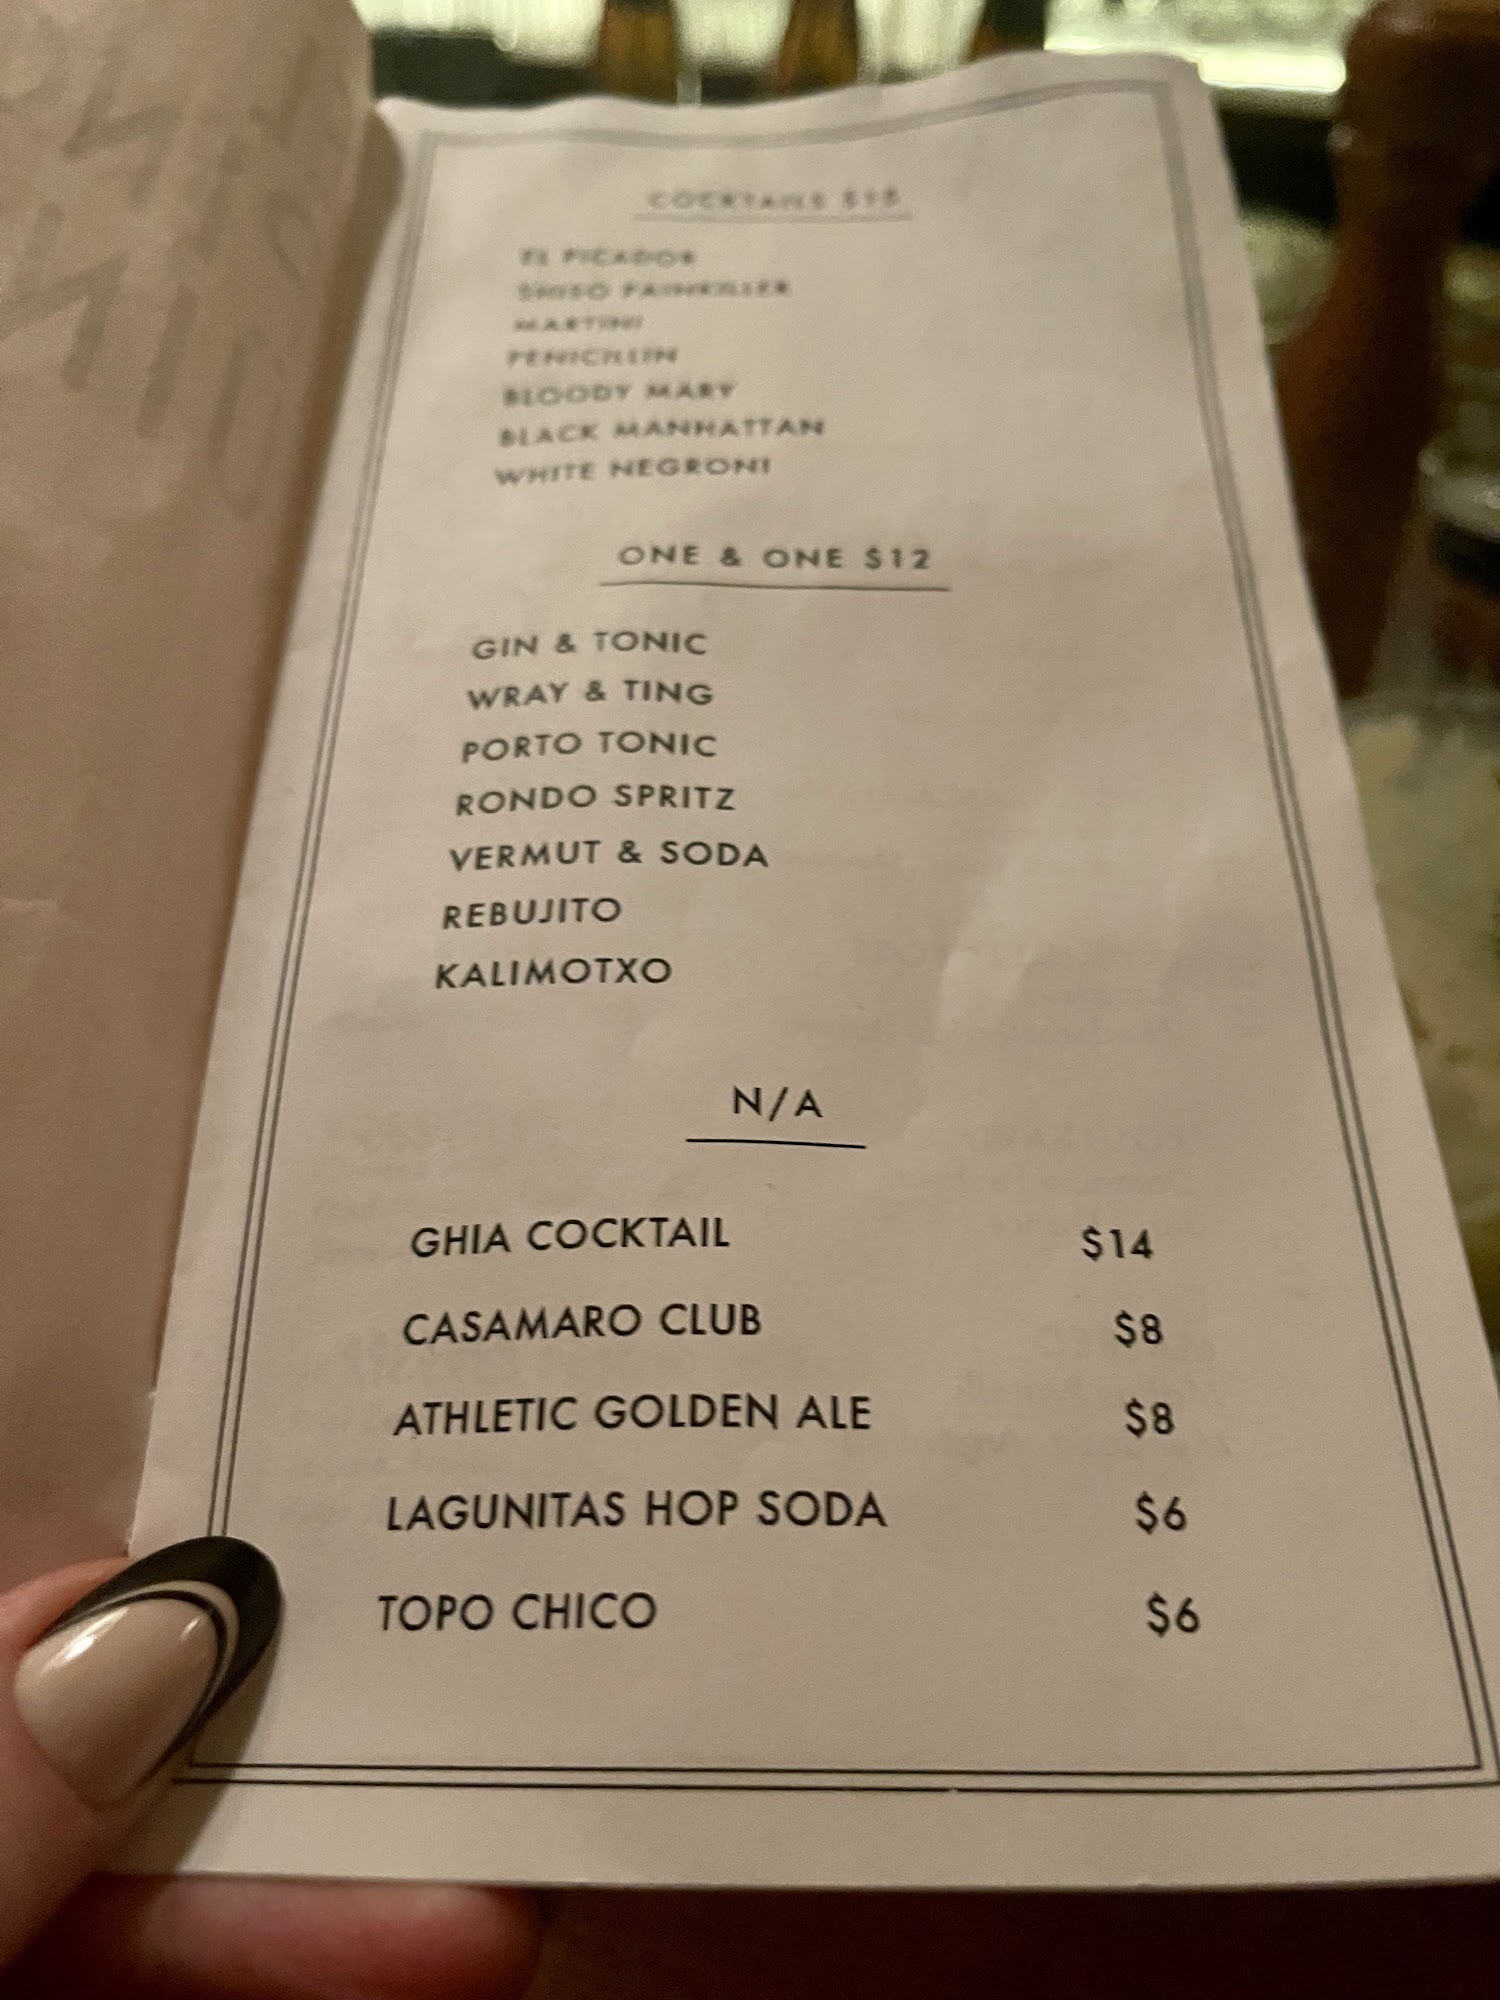 COCKTAILS $15
EL PICADOR
SHISO PAINKILLER
MARTINI
PENICILLIN
BLOODY MARY
BLACK MANHATTAN
WHITE NEGRONI
ONE & ONE $12
GIN & TONIC
WRAY & TING
PORTO TONIC
RONDO SPRITZ
VERMUT & SODA
REBUJITO
KALIMOTXO
N/A
GHIA COCKTAIL $14
CASAMARO CLUB $8
ATHLETIC GOLDEN ALE $8
LAGUNITAS HOP SODA $6
TOPO CHICO $6